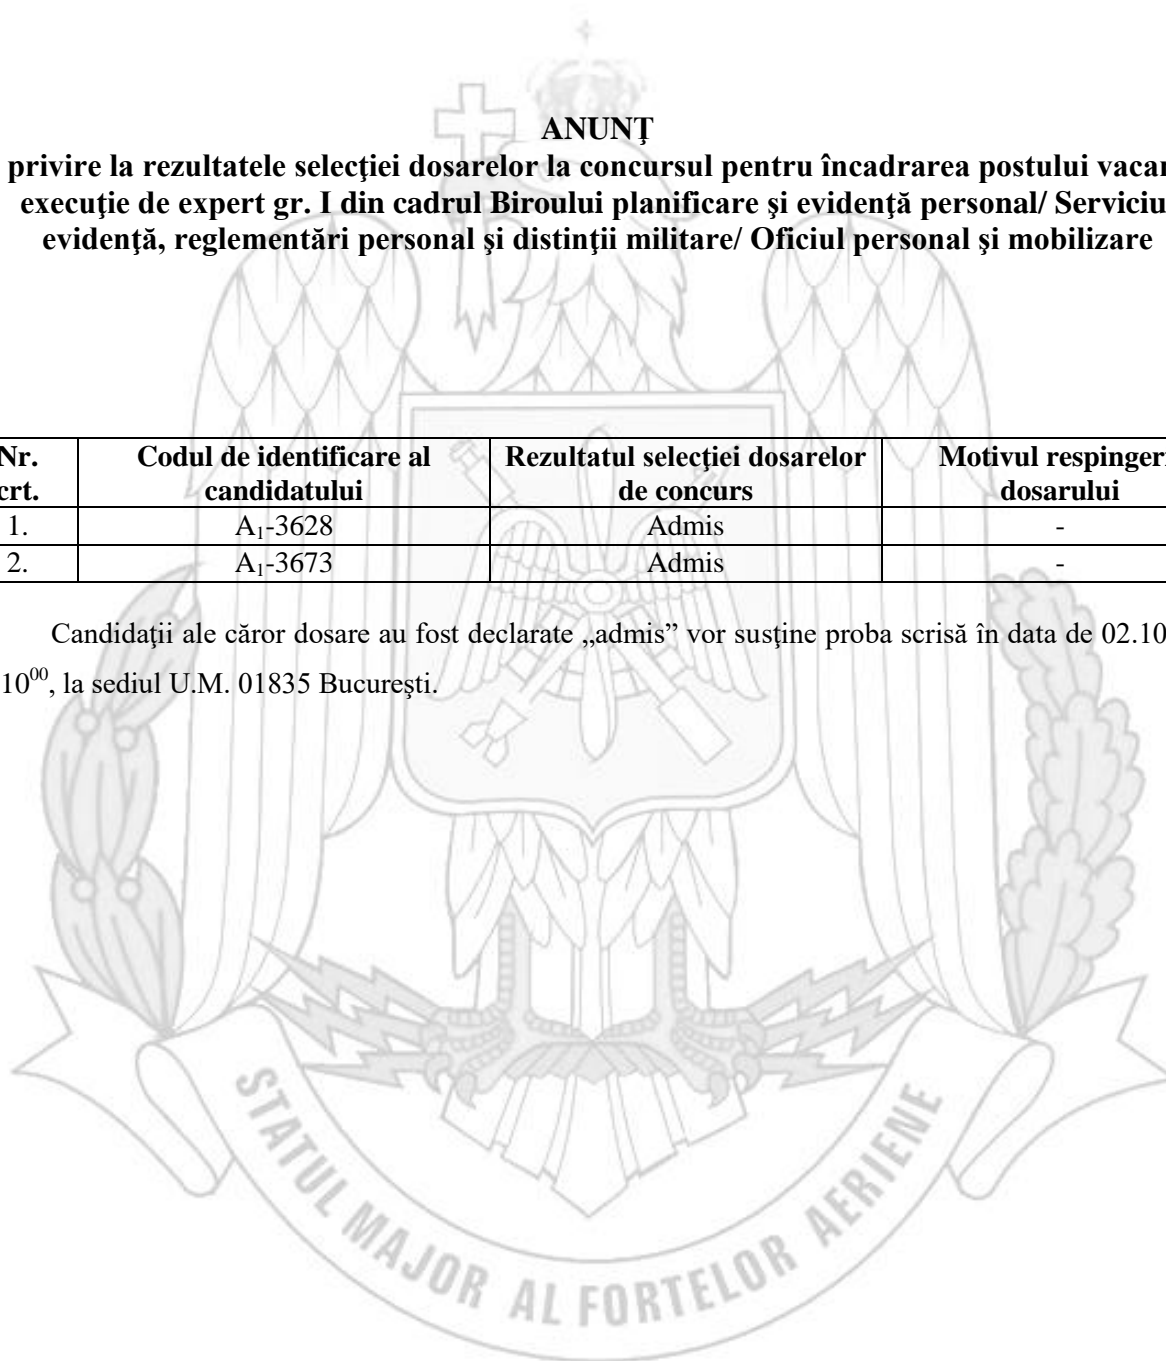 ANUNŢ
privire la rezultatele selecţiei dosarelor la concursul pentru încadrarea postului vacan
execuţie de expert gr. I din cadrul Biroului planificare şi evidenţă personal/ Serviciu
evidenţă, reglementări personal şi distinţii militare/ Oficiul personal şi mobilizare
Nr. crt. Codul de identificare al candidatului Rezultatul selecţiei dosarelor de concurs Motivul respinger dosarului
1. A₁-3628 Admis -
2. A₁-3673 Admis -
Candidaţii ale căror dosare au fost declarate „admis” vor susţine proba scrisă în data de 02.10
10⁰⁰, la sediul U.M. 01835 Bucureşti.
STATUL MAJOR AL FORTELOR AERIENE